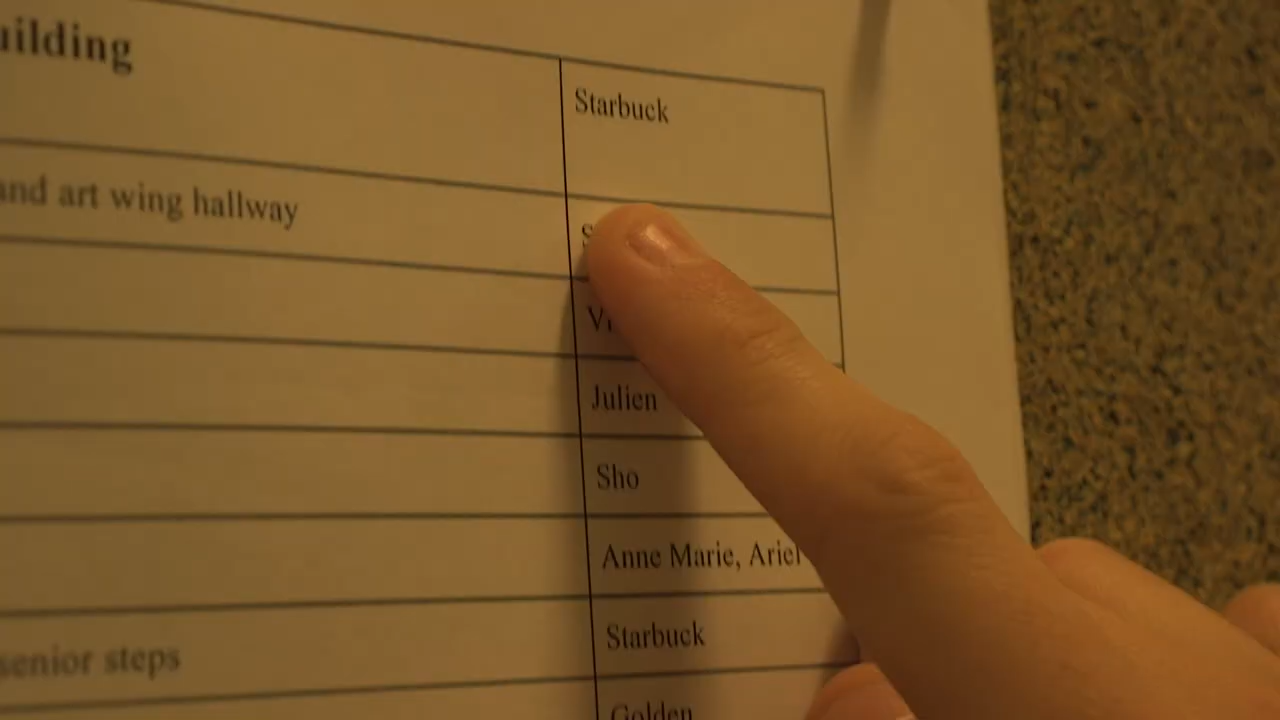 uilding
Starbuck
and art wing hallway
Julien
Sho
Anne Marie, Ariel
Starbuck
senior steps
Golden